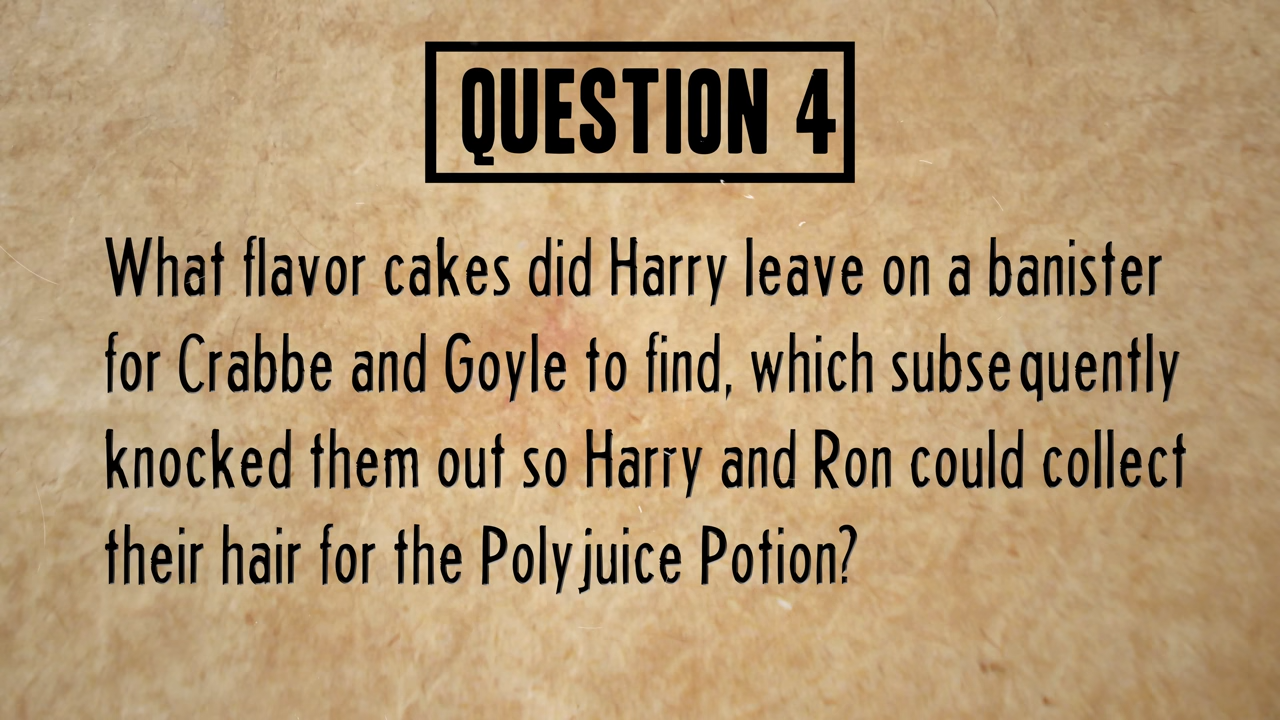 QUESTION 4
What flavor cakes did Harry leave on a banister
for Crabbe and Goyle to find, which subsequently
knocked them out so Harry and Ron could collect
their hair for the Polyjuice Potion?